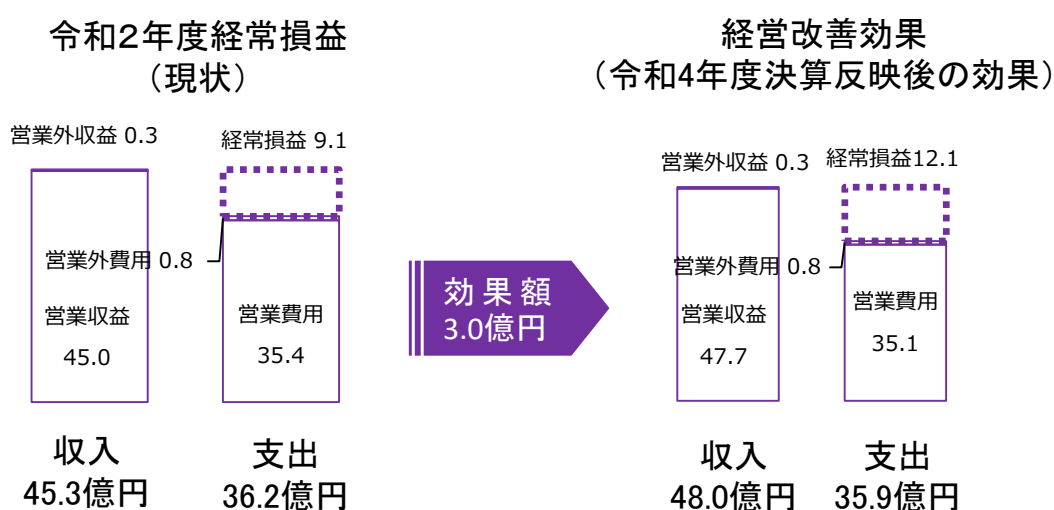 令和２年度経常損益
（現状）
営業外収益 0.3
経常損益 9.1
営業外費用 0.8
営業収益
45.0
営業費用
35.4
収入
45.3億円
支出
36.2億円
効果額
3.0億円
経営改善効果
（令和4年度決算反映後の効果）
営業外収益 0.3
経常損益12.1
営業外費用 0.8
営業収益
47.7
営業費用
35.1
収入
48.0億円
支出
35.9億円